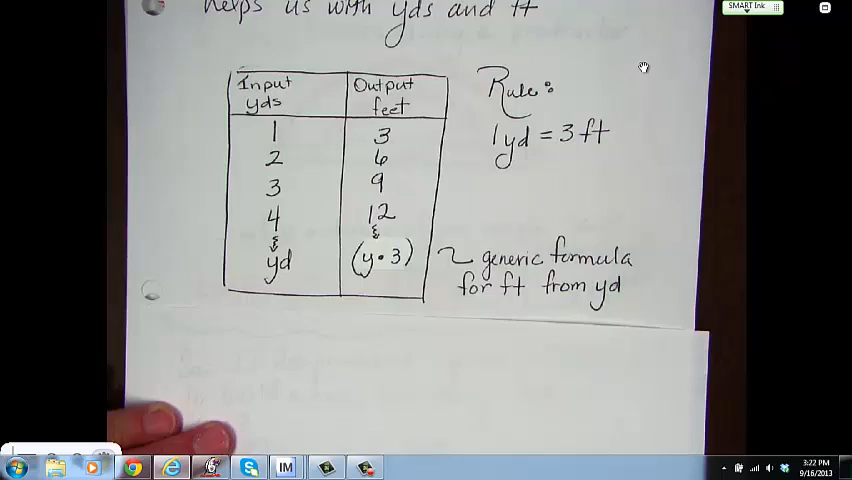 helps us with yds and ft
SMART Ink
Input
yds
Output
feet
Rule:
1 yd = 3 ft
1 3
2 6
3 9
4 12
yd (y • 3)
~ generic formula
for ft from yd
IM
3:22 PM
9/16/2013